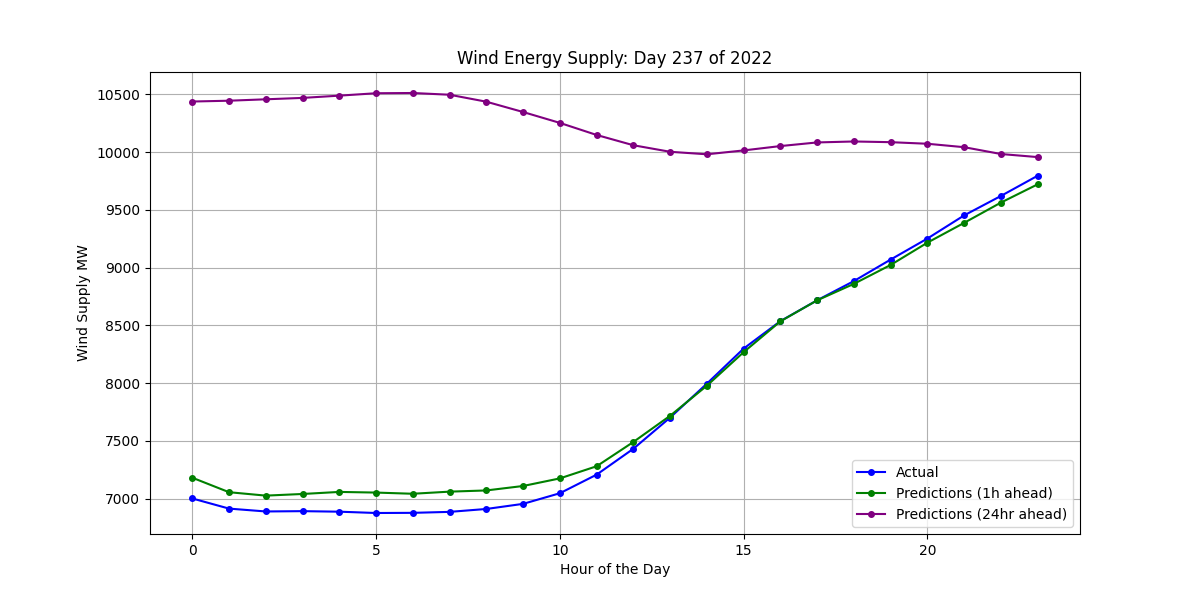 Wind Energy Supply: Day 237 of 2022
10500
10000
9500
9000
8500
8000
7500
7000
Wind Supply MW
0 5 10 15 20
Hour of the Day
Actual
Predictions (1h ahead)
Predictions (24hr ahead)